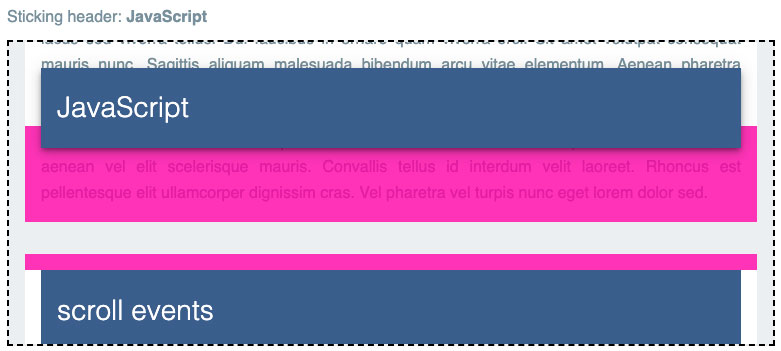 Sticking header: JavaScript
mauris nunc. Sagittis aliquam malesuada bibendum arcu vitae elementum. Aenean pharetra
JavaScript
aenean vel elit scelerisque mauris. Convallis tellus id interdum velit laoreet. Rhoncus est
pellentesque elit ullamcorper dignissim cras. Vel pharetra vel turpis nunc eget lorem dolor sed.
scroll events